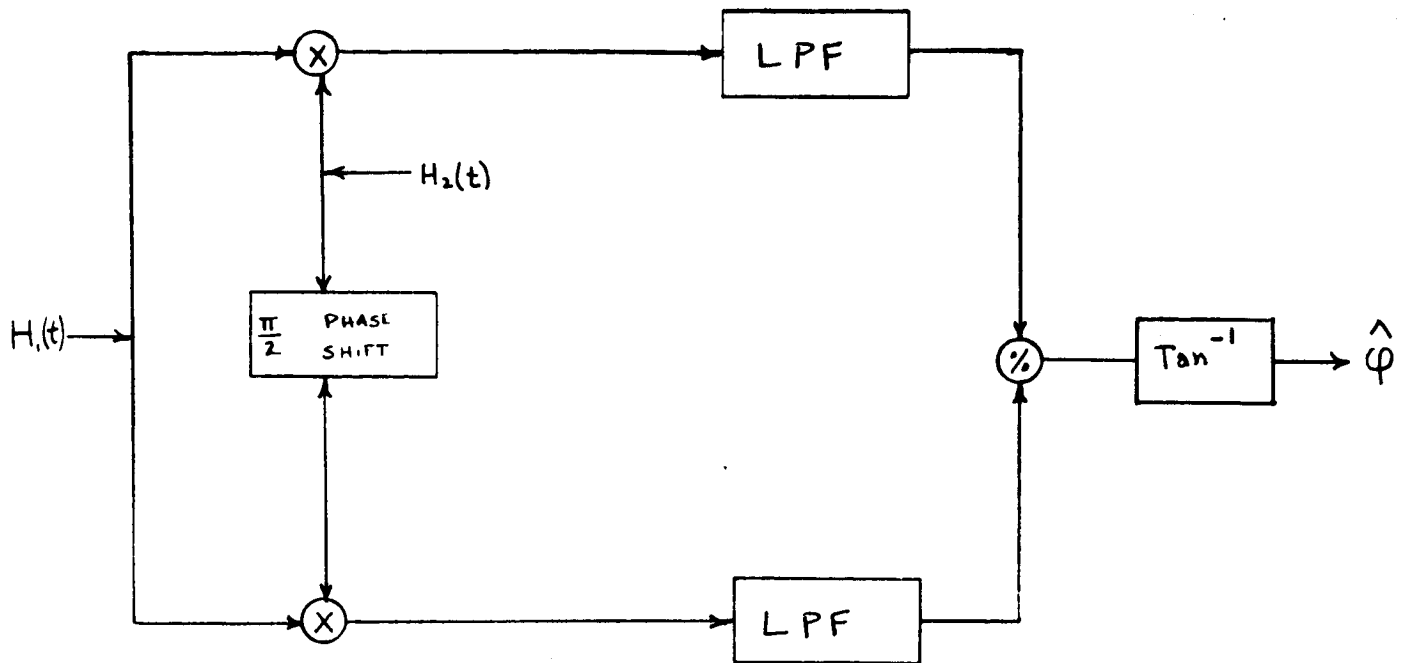 X
LPF
H₂(t)
π/2 PHASE
SHIFT
H₁(t)
%
Tan⁻¹
φ̂
X
LPF